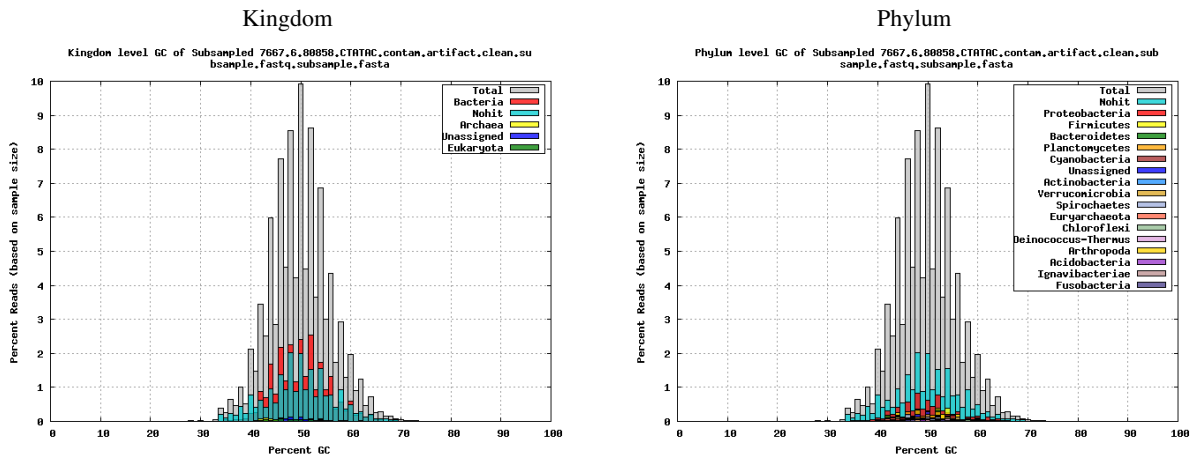 Kingdom
Kingdom level GC of Subsampled 7667.6.80858.CTATAC.contam.artifact.clean.su
bsample.fastq.subsample.fasta
Percent Reads (based on sample size)
10
9
8
7
6
5
4
3
2
1
0
Total
Bacteria
Nohit
Archaea
Unassigned
Eukaryota
0 10 20 30 40 50 60 70 80 90 100
Percent GC
Phylum
Phylum level GC of Subsampled 7667.6.80858.CTATAC.contam.artifact.clean.sub
sample.fastq.subsample.fasta
Percent Reads (based on sample size)
10
9
8
7
6
5
4
3
2
1
0
Total
Nohit
Proteobacteria
Firmicutes
Bacteroidetes
Planctomycetes
Cyanobacteria
Unassigned
Actinobacteria
Verrucomicrobia
Spirochaetes
Euryarchaeota
Chloroflexi
Deinococcus-Thermus
Arthropoda
Acidobacteria
Ignavibacteriae
Fusobacteria
0 10 20 30 40 50 60 70 80 90 100
Percent GC